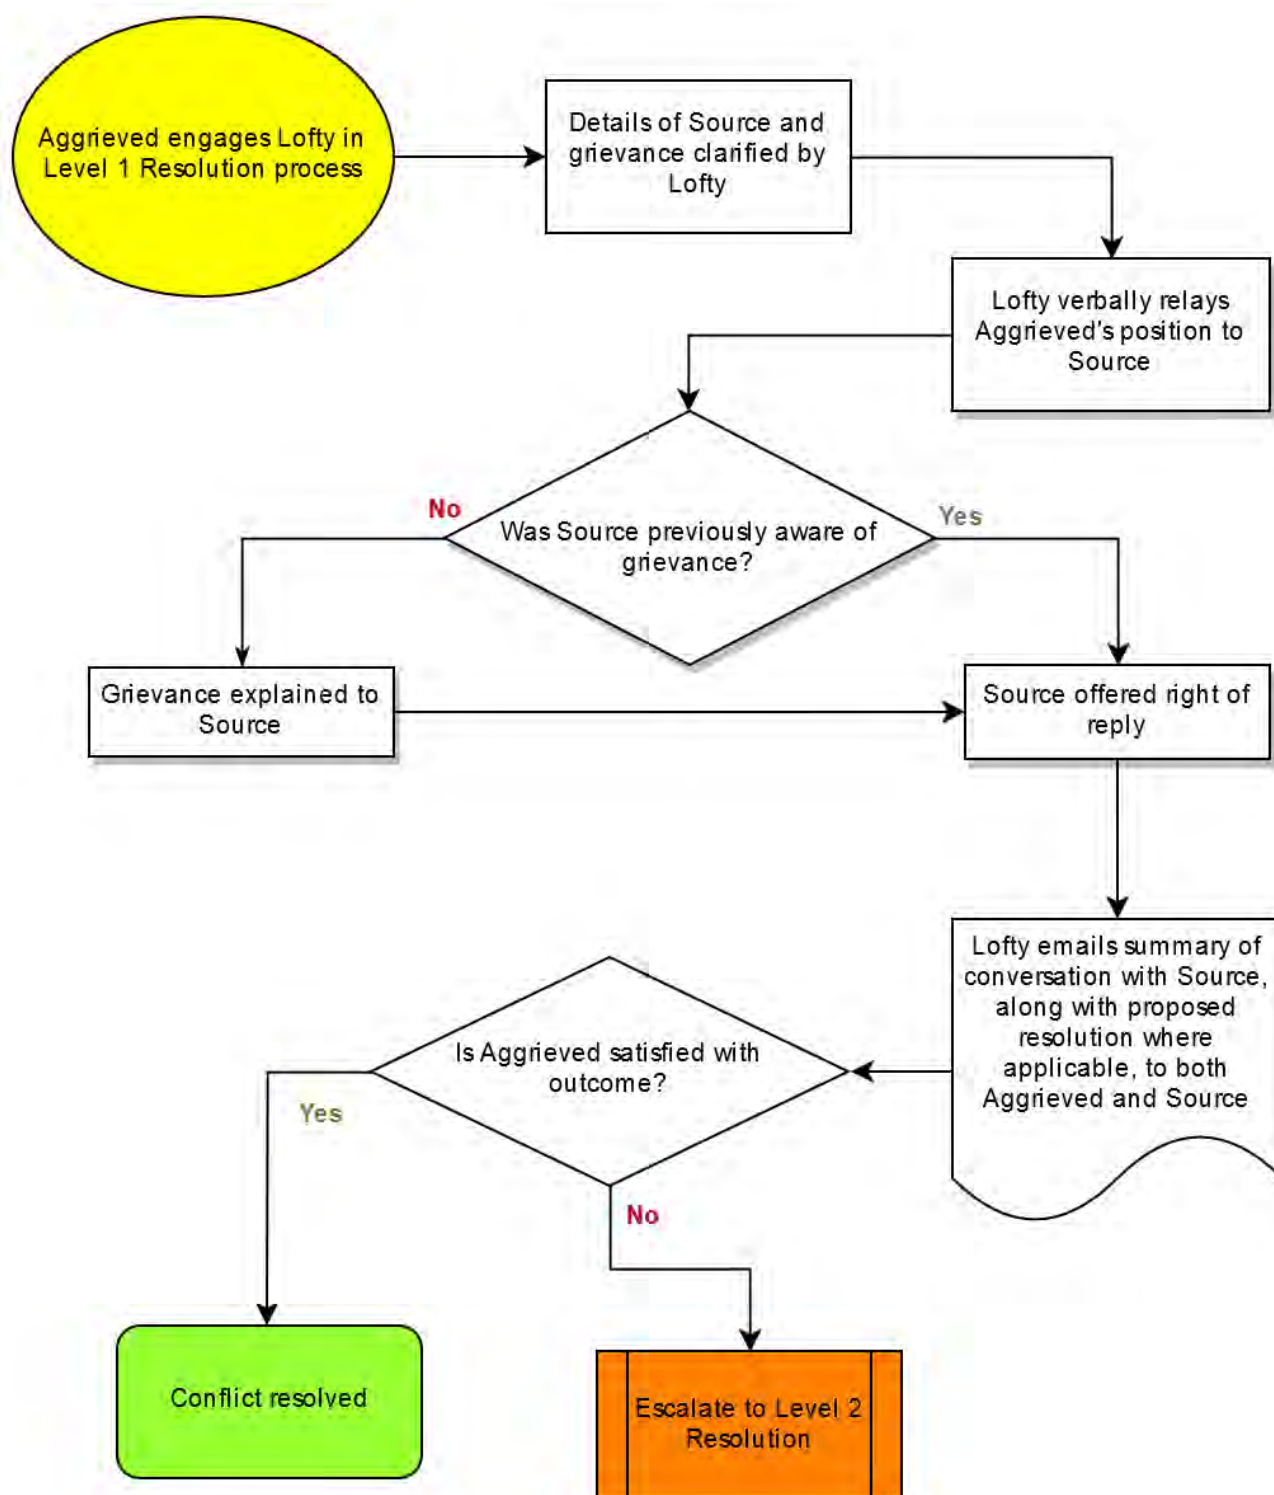 Aggrieved engages Lofty in
Level 1 Resolution process
Details of Source and
grievance clarified by
Lofty
Lofty verbally relays
Aggrieved's position to
Source
No
Yes
Was Source previously aware of
grievance?
Grievance explained to
Source
Source offered right of
reply
Lofty emails summary of
conversation with Source,
along with proposed
resolution where
applicable, to both
Aggrieved and Source
Is Aggrieved satisfied with
outcome?
Yes
No
Conflict resolved
Escalate to Level 2
Resolution